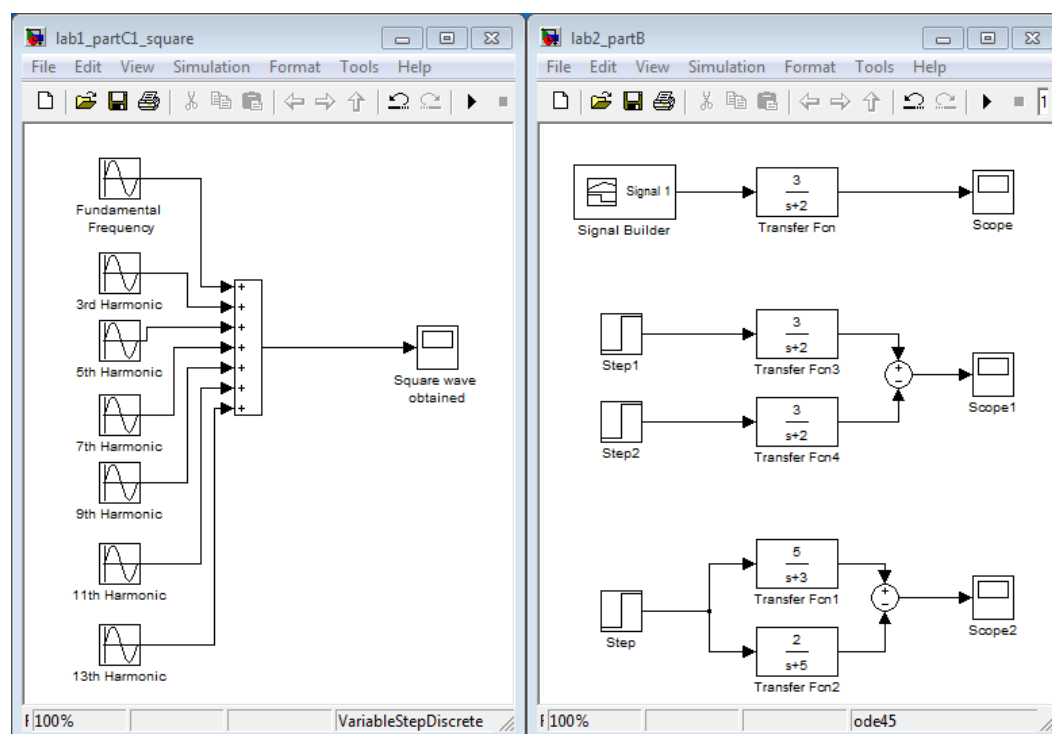 lab1_partC1_square
File Edit View Simulation Format Tools Help
Fundamental
Frequency
3rd Harmonic
5th Harmonic
7th Harmonic
9th Harmonic
11th Harmonic
13th Harmonic
+
+
+
+
+
+
+
Square wave
obtained
F 100% VariableStepDiscrete
lab2_partB
File Edit View Simulation Format Tools Help
1
Signal 1
Signal Builder
3
s+2
Transfer Fcn
Scope
Step1
3
s+2
Transfer Fcn3
+
−
Scope1
Step2
3
s+2
Transfer Fcn4
Step
5
s+3
Transfer Fcn1
+
−
Scope2
2
s+5
Transfer Fcn2
F 100% ode45